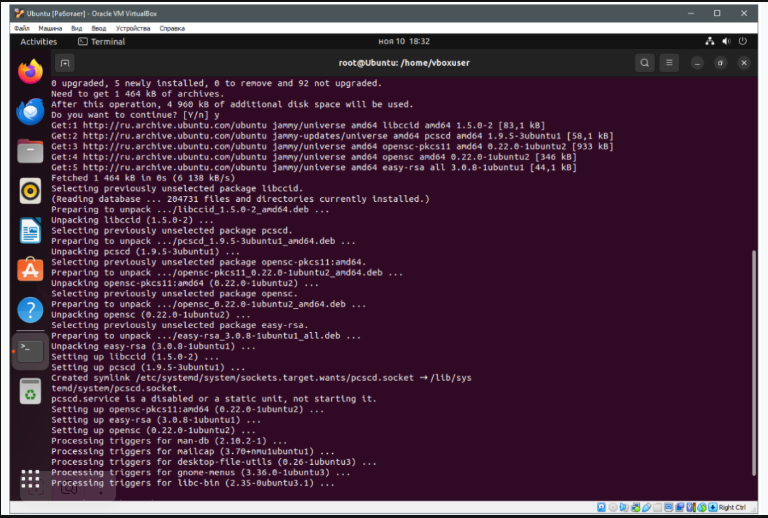 Ubuntu [Работает] - Oracle VM VirtualBox
Файл Машина Вид Ввод Устройства Справка
Activities Terminal ноя 10 18:32
root@Ubuntu: /home/vboxuser
0 upgraded, 5 newly installed, 0 to remove and 92 not upgraded.
Need to get 1 464 kB of archives.
After this operation, 4 960 kB of additional disk space will be used.
Do you want to continue? [Y/n] y
Get:1 http://ru.archive.ubuntu.com/ubuntu jammy/universe amd64 libccid amd64 1.5.0-2 [83,1 kB]
Get:2 http://ru.archive.ubuntu.com/ubuntu jammy-updates/universe amd64 pcscd amd64 1.9.5-3ubuntu1 [58,1 kB]
Get:3 http://ru.archive.ubuntu.com/ubuntu jammy/universe amd64 opensc-pkcs11 amd64 0.22.0-1ubuntu2 [933 kB]
Get:4 http://ru.archive.ubuntu.com/ubuntu jammy/universe amd64 opensc amd64 0.22.0-1ubuntu2 [346 kB]
Get:5 http://ru.archive.ubuntu.com/ubuntu jammy/universe amd64 easy-rsa all 3.0.8-1ubuntu1 [44,1 kB]
Fetched 1 464 kB in 0s (6 138 kB/s)
Selecting previously unselected package libccid.
(Reading database ... 204731 files and directories currently installed.)
Preparing to unpack .../libccid_1.5.0-2_amd64.deb ...
Unpacking libccid (1.5.0-2) ...
Selecting previously unselected package pcscd.
Preparing to unpack .../pcscd_1.9.5-3ubuntu1_amd64.deb ...
Unpacking pcscd (1.9.5-3ubuntu1) ...
Selecting previously unselected package opensc-pkcs11:amd64.
Preparing to unpack .../opensc-pkcs11_0.22.0-1ubuntu2_amd64.deb ...
Unpacking opensc-pkcs11:amd64 (0.22.0-1ubuntu2) ...
Selecting previously unselected package opensc.
Preparing to unpack .../opensc_0.22.0-1ubuntu2_amd64.deb ...
Unpacking opensc (0.22.0-1ubuntu2) ...
Selecting previously unselected package easy-rsa.
Preparing to unpack .../easy-rsa_3.0.8-1ubuntu1_all.deb ...
Unpacking easy-rsa (3.0.8-1ubuntu1) ...
Setting up libccid (1.5.0-2) ...
Setting up pcscd (1.9.5-3ubuntu1) ...
Created symlink /etc/systemd/system/sockets.target.wants/pcscd.socket → /lib/sys
temd/system/pcscd.socket.
pcscd.service is a disabled or a static unit, not starting it.
Setting up opensc-pkcs11:amd64 (0.22.0-1ubuntu2) ...
Setting up easy-rsa (3.0.8-1ubuntu1) ...
Setting up opensc (0.22.0-1ubuntu2) ...
Processing triggers for man-db (2.10.2-1) ...
Processing triggers for mailcap (3.70+nmu1ubuntu1) ...
Processing triggers for desktop-file-utils (0.26-1ubuntu3) ...
Processing triggers for gnome-menus (3.36.0-1ubuntu3) ...
Processing triggers for libc-bin (2.35-0ubuntu3.1) ...
Right Ctrl